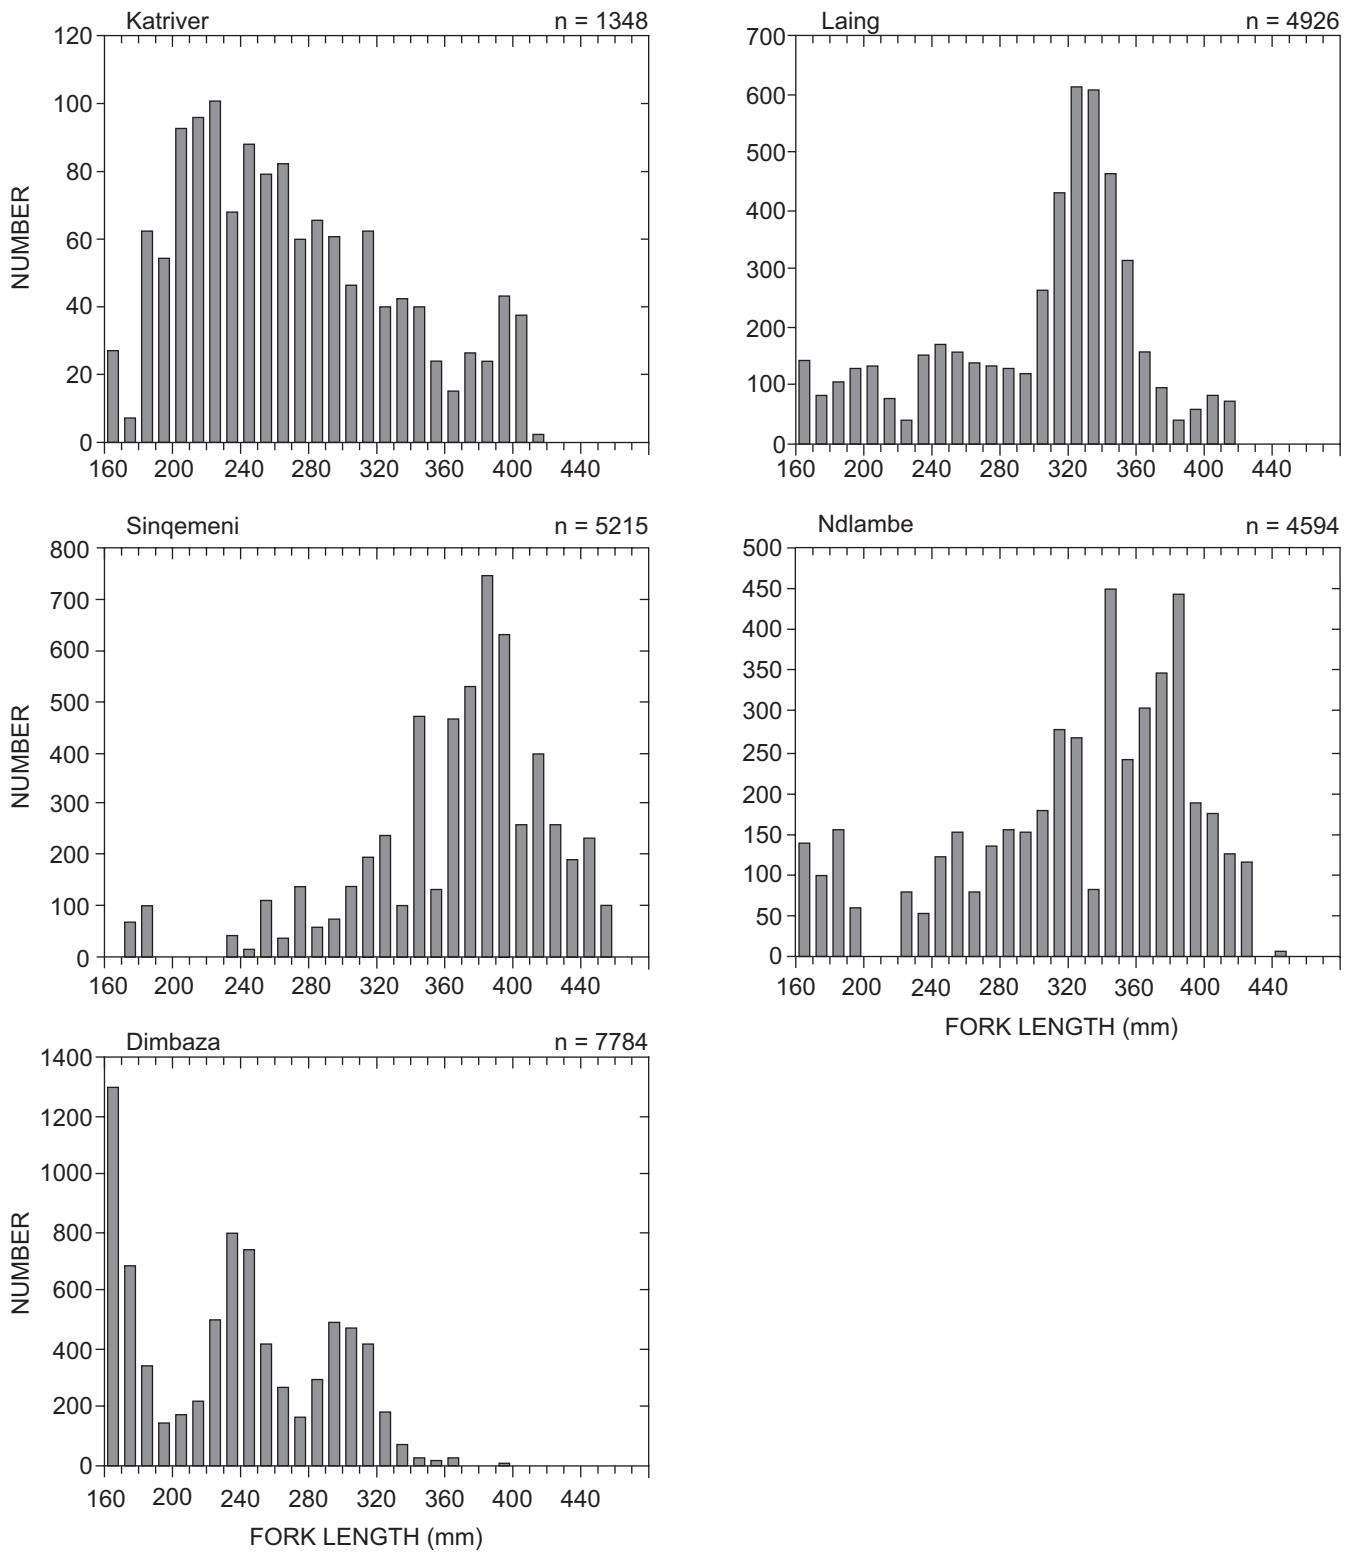 Katriver n = 1348
120
100
80
60
40
20
0
160 200 240 280 320 360 400 440
NUMBER
Laing n = 4926
700
600
500
400
300
200
100
0
160 200 240 280 320 360 400 440
Sinqemeni n = 5215
800
700
600
500
400
300
200
100
0
160 200 240 280 320 360 400 440
NUMBER
Ndlambe n = 4594
500
450
400
350
300
250
200
150
100
50
0
160 200 240 280 320 360 400 440
FORK LENGTH (mm)
Dimbaza n = 7784
1400
1200
1000
800
600
400
200
0
160 200 240 280 320 360 400 440
NUMBER
FORK LENGTH (mm)